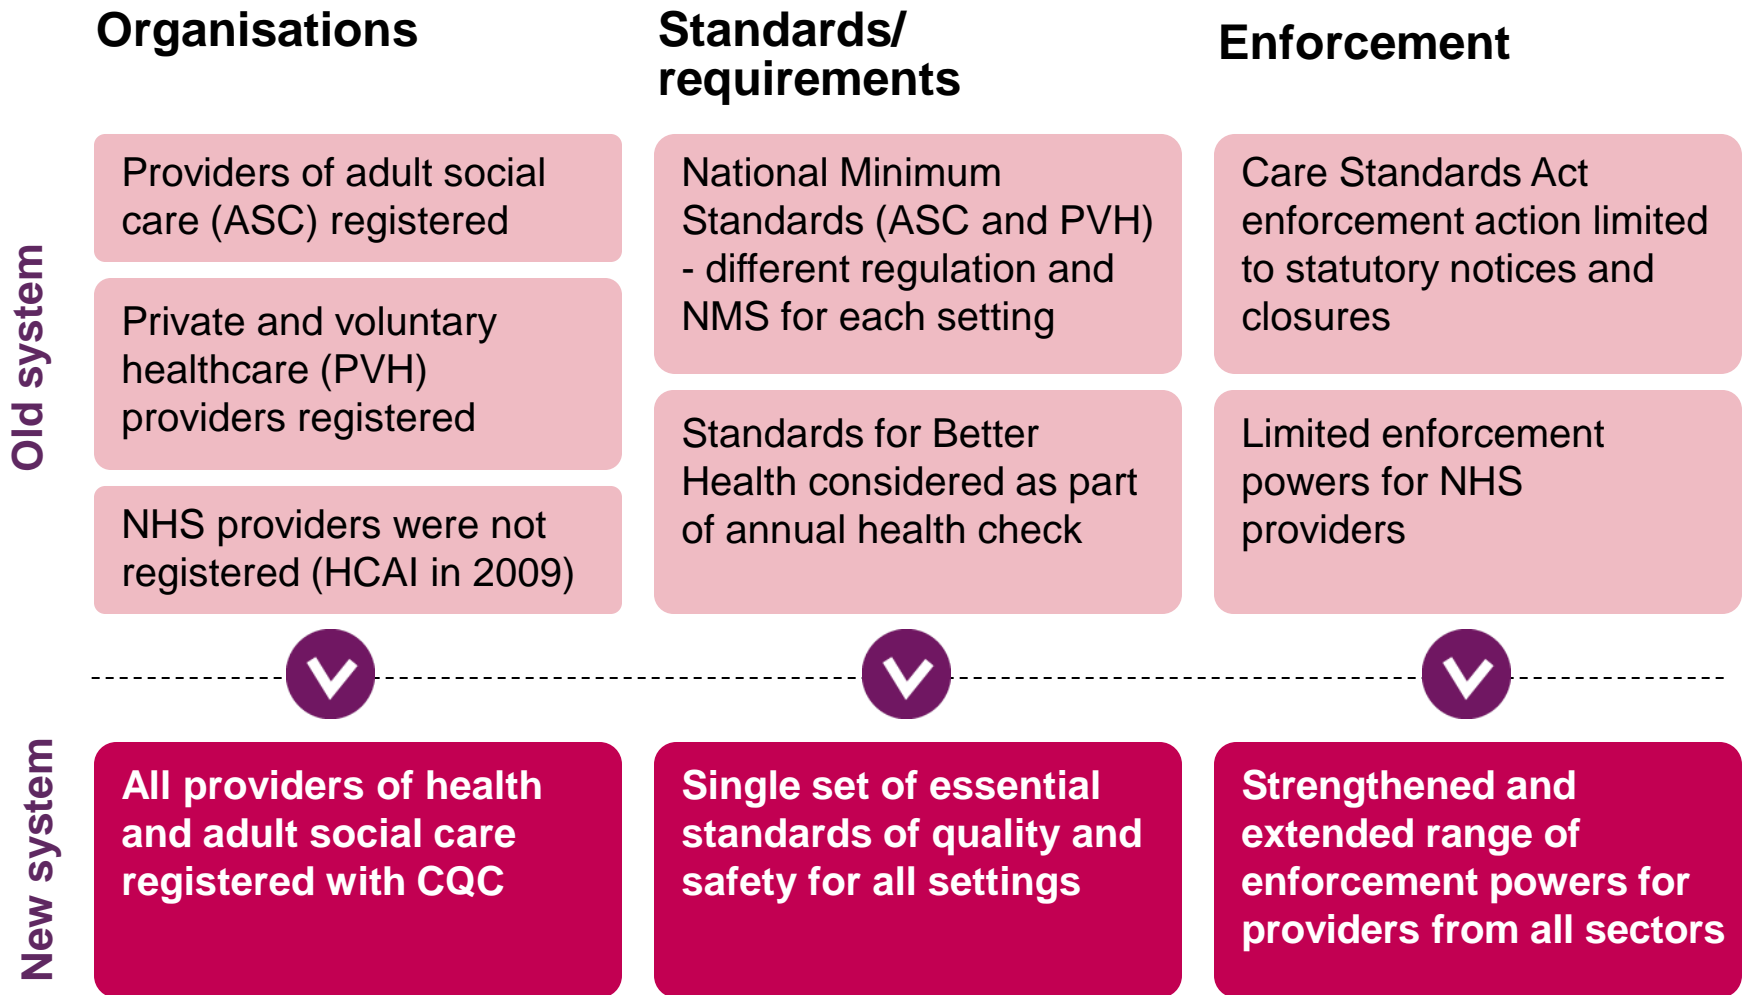 Organisations
Standards/
requirements
Enforcement
Old system
Providers of adult social
care (ASC) registered
Private and voluntary
healthcare (PVH)
providers registered
NHS providers were not
registered (HCAI in 2009)
National Minimum
Standards (ASC and PVH)
- different regulation and
NMS for each setting
Standards for Better
Health considered as part
of annual health check
Care Standards Act
enforcement action limited
to statutory notices and
closures
Limited enforcement
powers for NHS
providers
New system
All providers of health
and adult social care
registered with CQC
Single set of essential
standards of quality and
safety for all settings
Strengthened and
extended range of
enforcement powers for
providers from all sectors